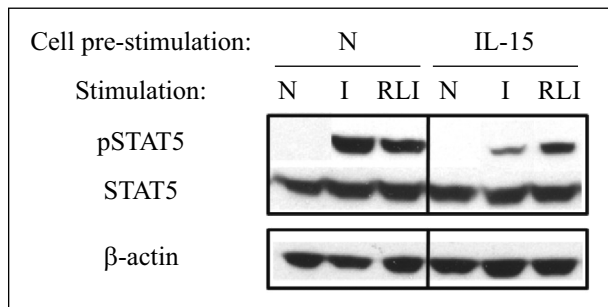 Cell pre-stimulation: N IL-15
Stimulation: N I RLI N I RLI
pSTAT5
STAT5
β-actin